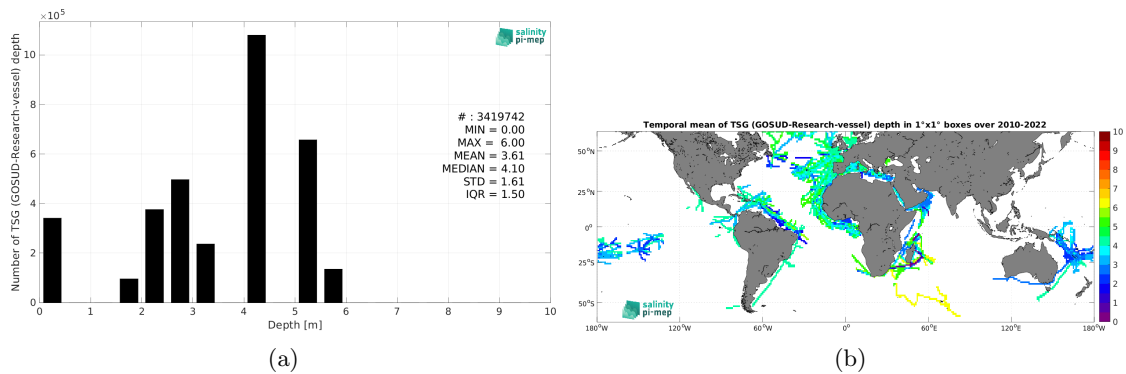 ×10⁵
10
8
6
4
2
0
Number of TSG (GOSUD-Research-vessel) depth
salinity
pi-mep
# : 3419742
MIN = 0.00
MAX = 6.00
MEAN = 3.61
MEDIAN = 4.10
STD = 1.61
IQR = 1.50
0 1 2 3 4 5 6 7 8 9 10
Depth [m]
(a)
Temporal mean of TSG (GOSUD-Research-vessel) depth in 1°x1° boxes over 2010-2022
50°N
25°N
0°
25°S
50°S
salinity
pi-mep
180°W 120°W 60°W 0° 60°E 120°E 180°W
10
9
8
7
6
5
4
3
2
1
0
(b)